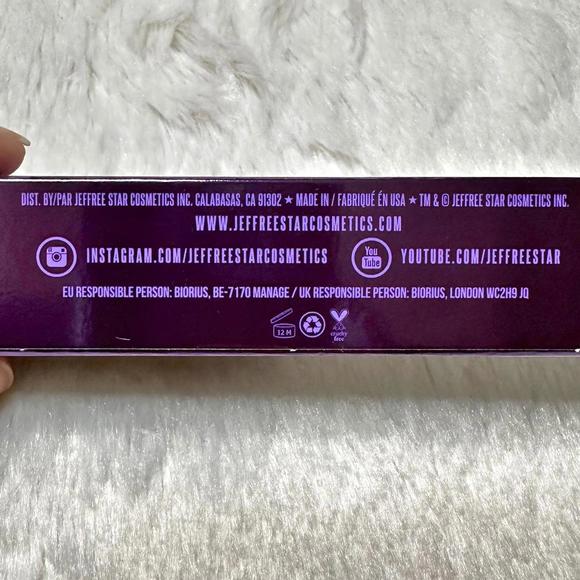 DIST. BY/PAR JEFFREE STAR COSMETICS INC. CALABASAS, CA 91302 ★ MADE IN / FABRIQUÉ ÉN USA ★ TM & © JEFFREE STAR COSMETICS INC.
WWW.JEFFREESTARCOSMETICS.COM
INSTAGRAM.COM/JEFFREESTARCOSMETICS You Tube YOUTUBE.COM/JEFFREESTAR
EU RESPONSIBLE PERSON: BIORIUS, BE-7170 MANAGE / UK RESPONSIBLE PERSON: BIORIUS, LONDON WC2H9 JQ
12 M cruelty free